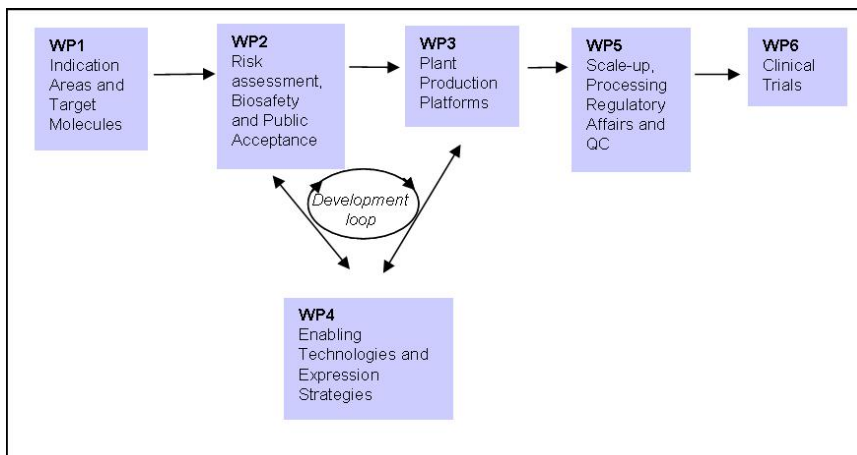 WP1
Indication
Areas and
Target
Molecules
WP2
Risk
assessment,
Biosafety
and Public
Acceptance
WP3
Plant
Production
Platforms
WP5
Scale-up,
Processing
Regulatory
Affairs and
QC
WP6
Clinical
Trials
Development
loop
WP4
Enabling
Technologies and
Expression
Strategies